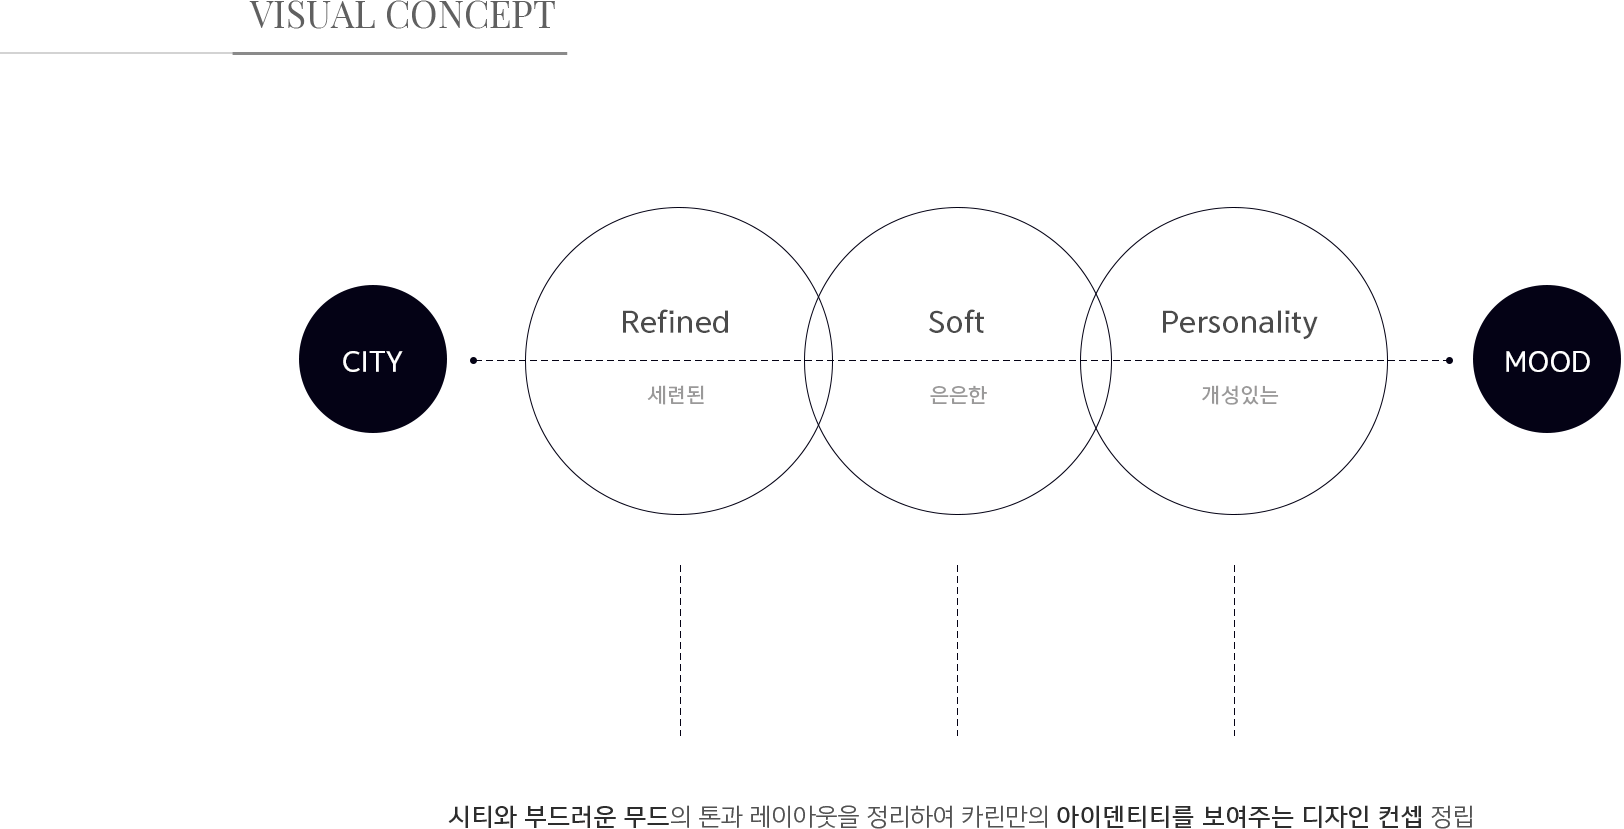 VISUAL CONCEPT
CITY
Refined
세련된
Soft
은은한
Personality
개성있는
MOOD
시티와 부드러운 무드의 톤과 레이아웃을 정리하여 카린만의 아이덴티티를 보여주는 디자인 컨셉 정립